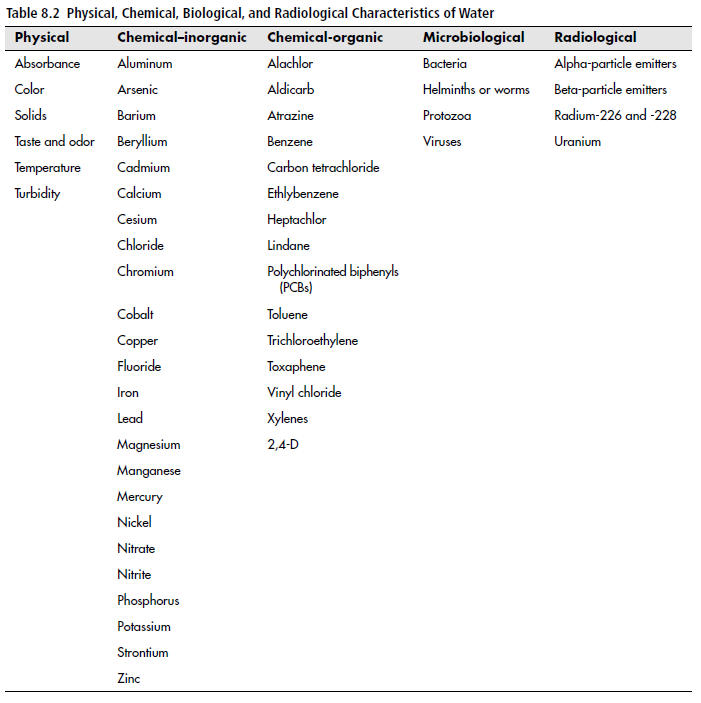 Table 8.2 Physical, Chemical, Biological, and Radiological Characteristics of Water
Physical Chemical–inorganic Chemical-organic Microbiological Radiological
Absorbance Aluminum Alachlor Bacteria Alpha-particle emitters
Color Arsenic Aldicarb Helminths or worms Beta-particle emitters
Solids Barium Atrazine Protozoa Radium-226 and -228
Taste and odor Beryllium Benzene Viruses Uranium
Temperature Cadmium Carbon tetrachloride
Turbidity Calcium Ethlybenzene
Cesium Heptachlor
Chloride Lindane
Chromium Polychlorinated biphenyls
(PCBs)
Cobalt Toluene
Copper Trichloroethylene
Fluoride Toxaphene
Iron Vinyl chloride
Lead Xylenes
Magnesium 2,4-D
Manganese
Mercury
Nickel
Nitrate
Nitrite
Phosphorus
Potassium
Strontium
Zinc